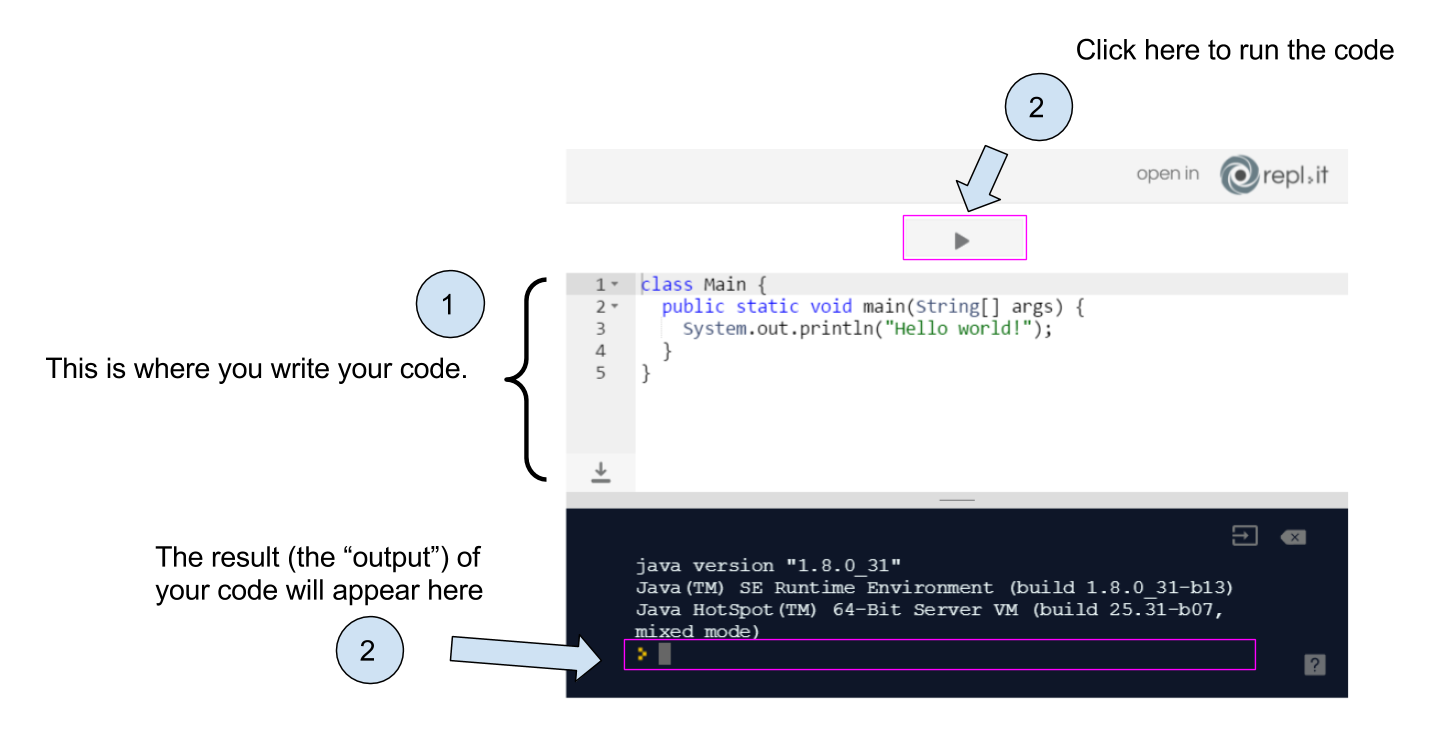 Click here to run the code
2
open in repl.it
1
This is where you write your code.
1 class Main {
2   public static void main(String[] args) {
3     System.out.println("Hello world!");
4   }
5 }
The result (the “output”) of
your code will appear here
2
java version "1.8.0_31"
Java(TM) SE Runtime Environment (build 1.8.0_31-b13)
Java HotSpot(TM) 64-Bit Server VM (build 25.31-b07,
mixed mode)
>
?